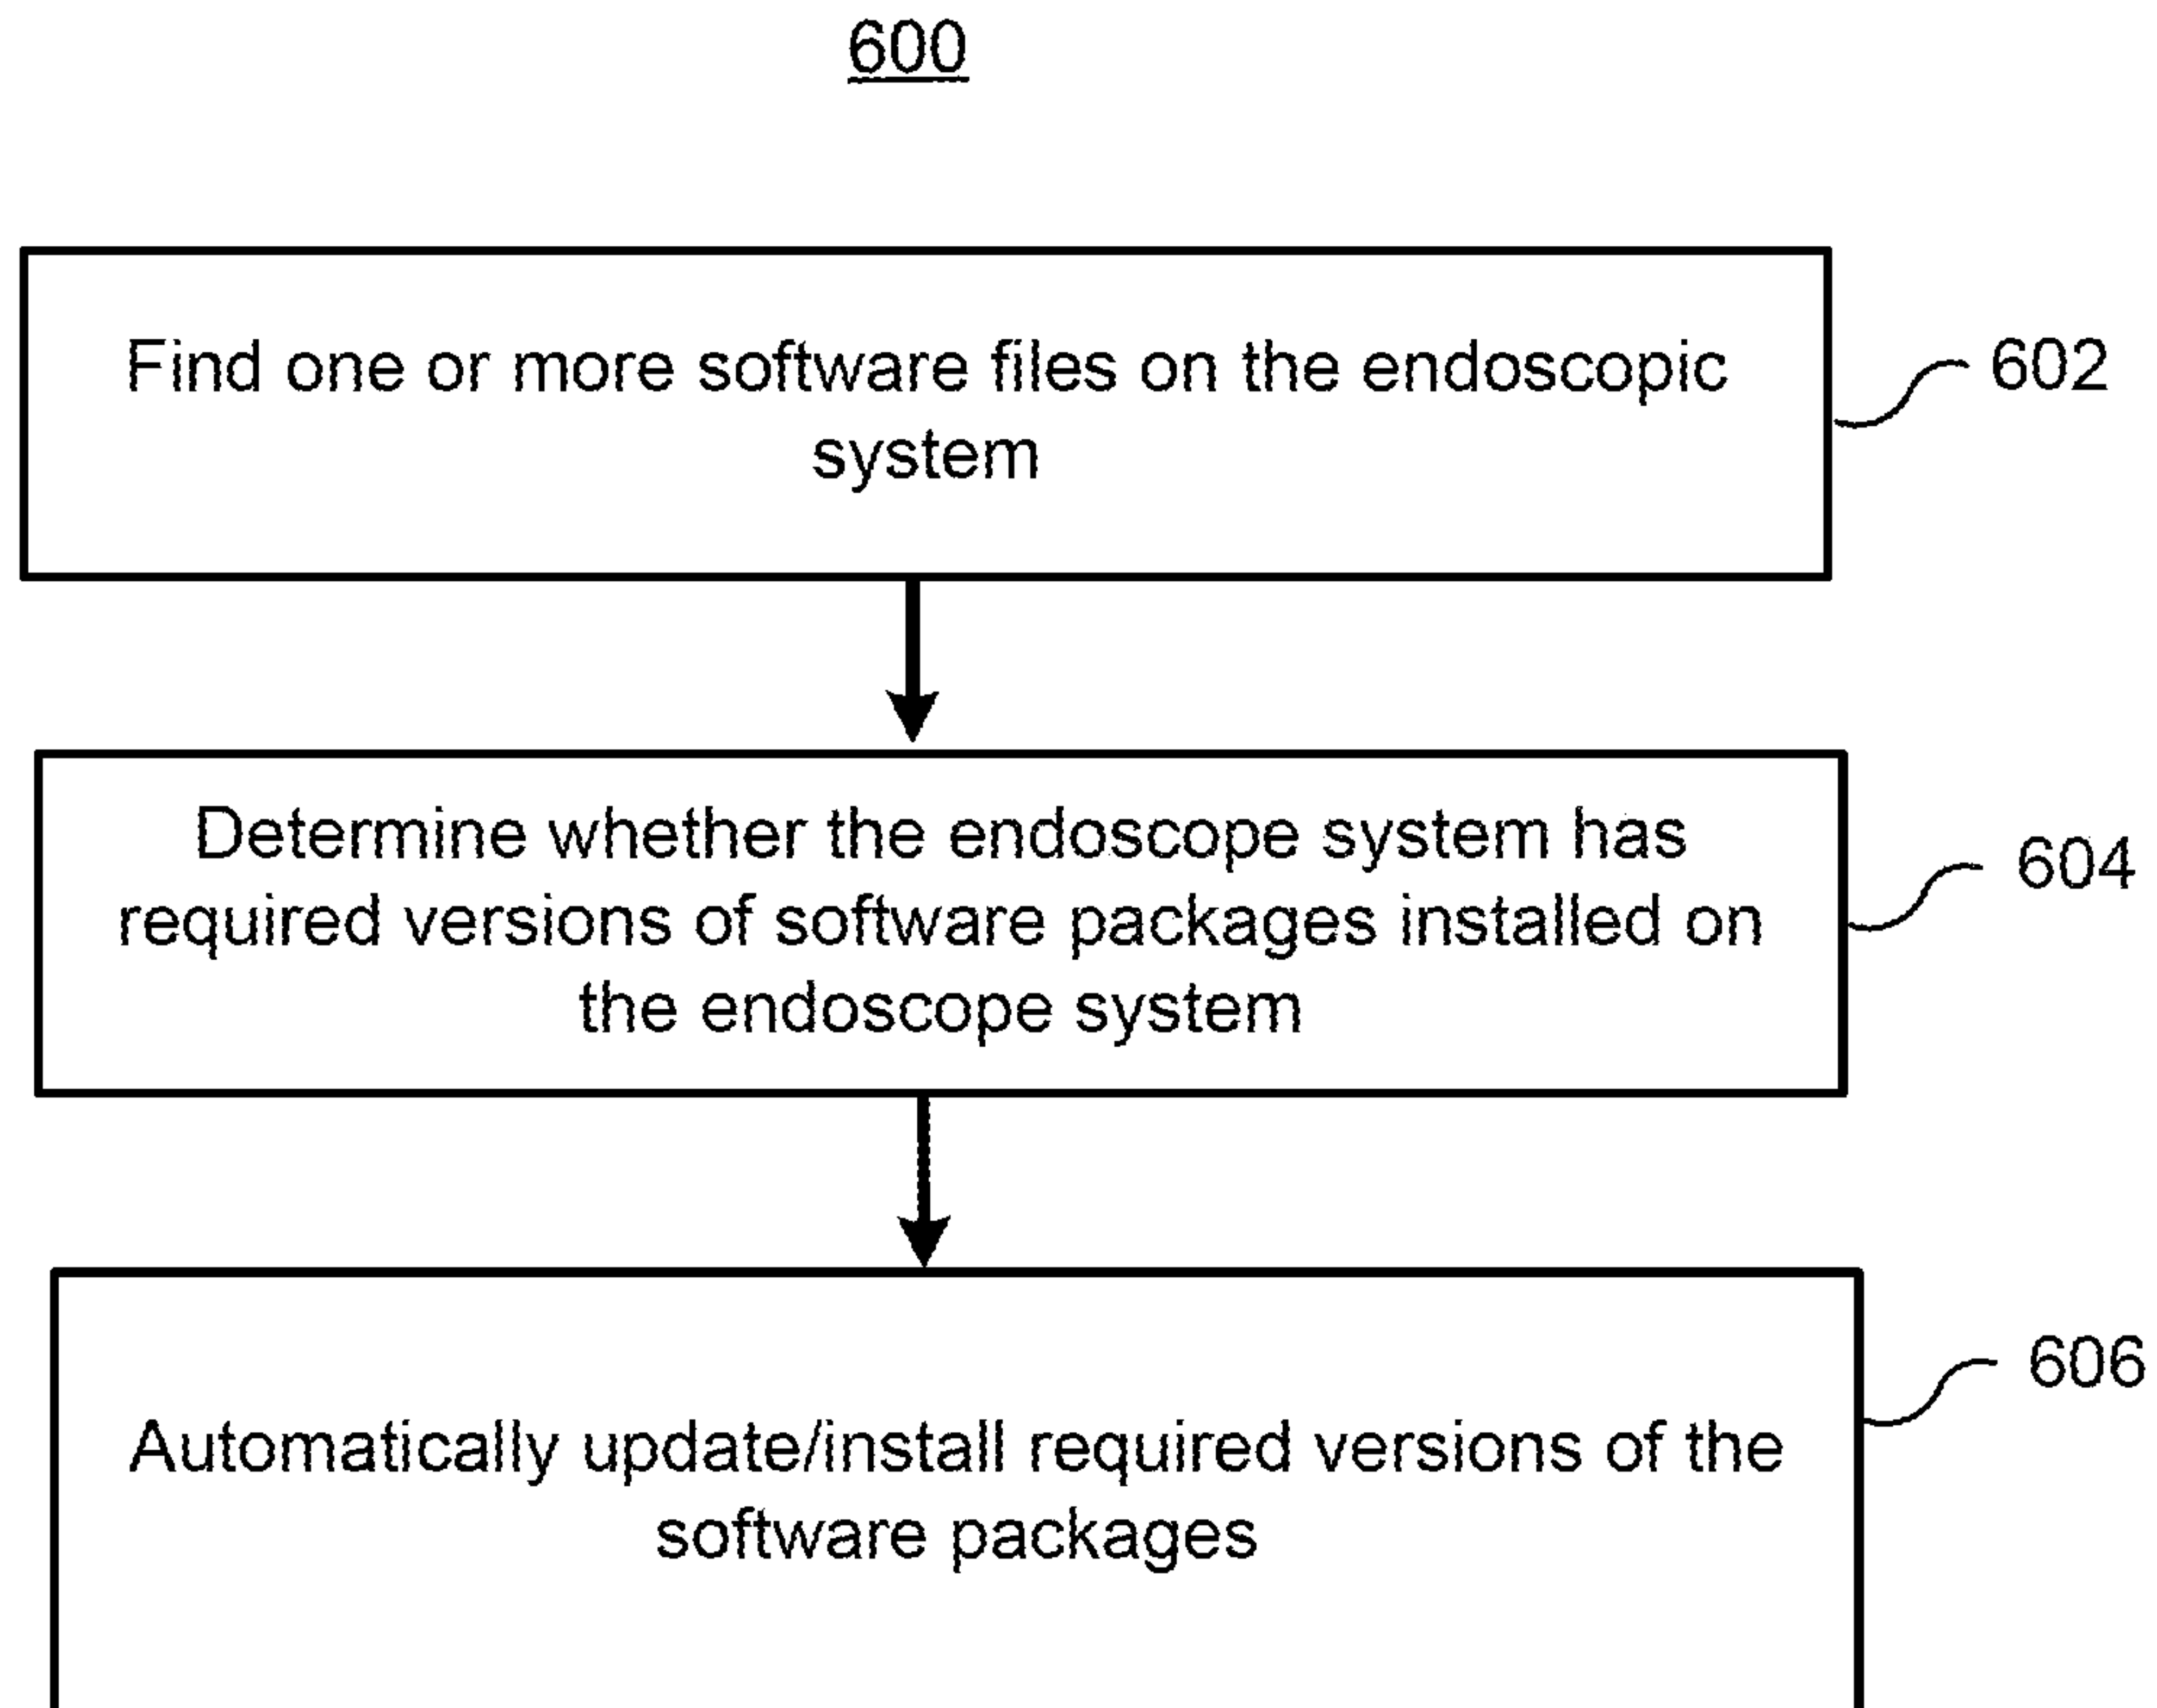 600
Find one or more software files on the endoscopic
system
602
Determine whether the endoscope system has
required versions of software packages installed on
the endoscope system
604
Automatically update/install required versions of the
software packages
606